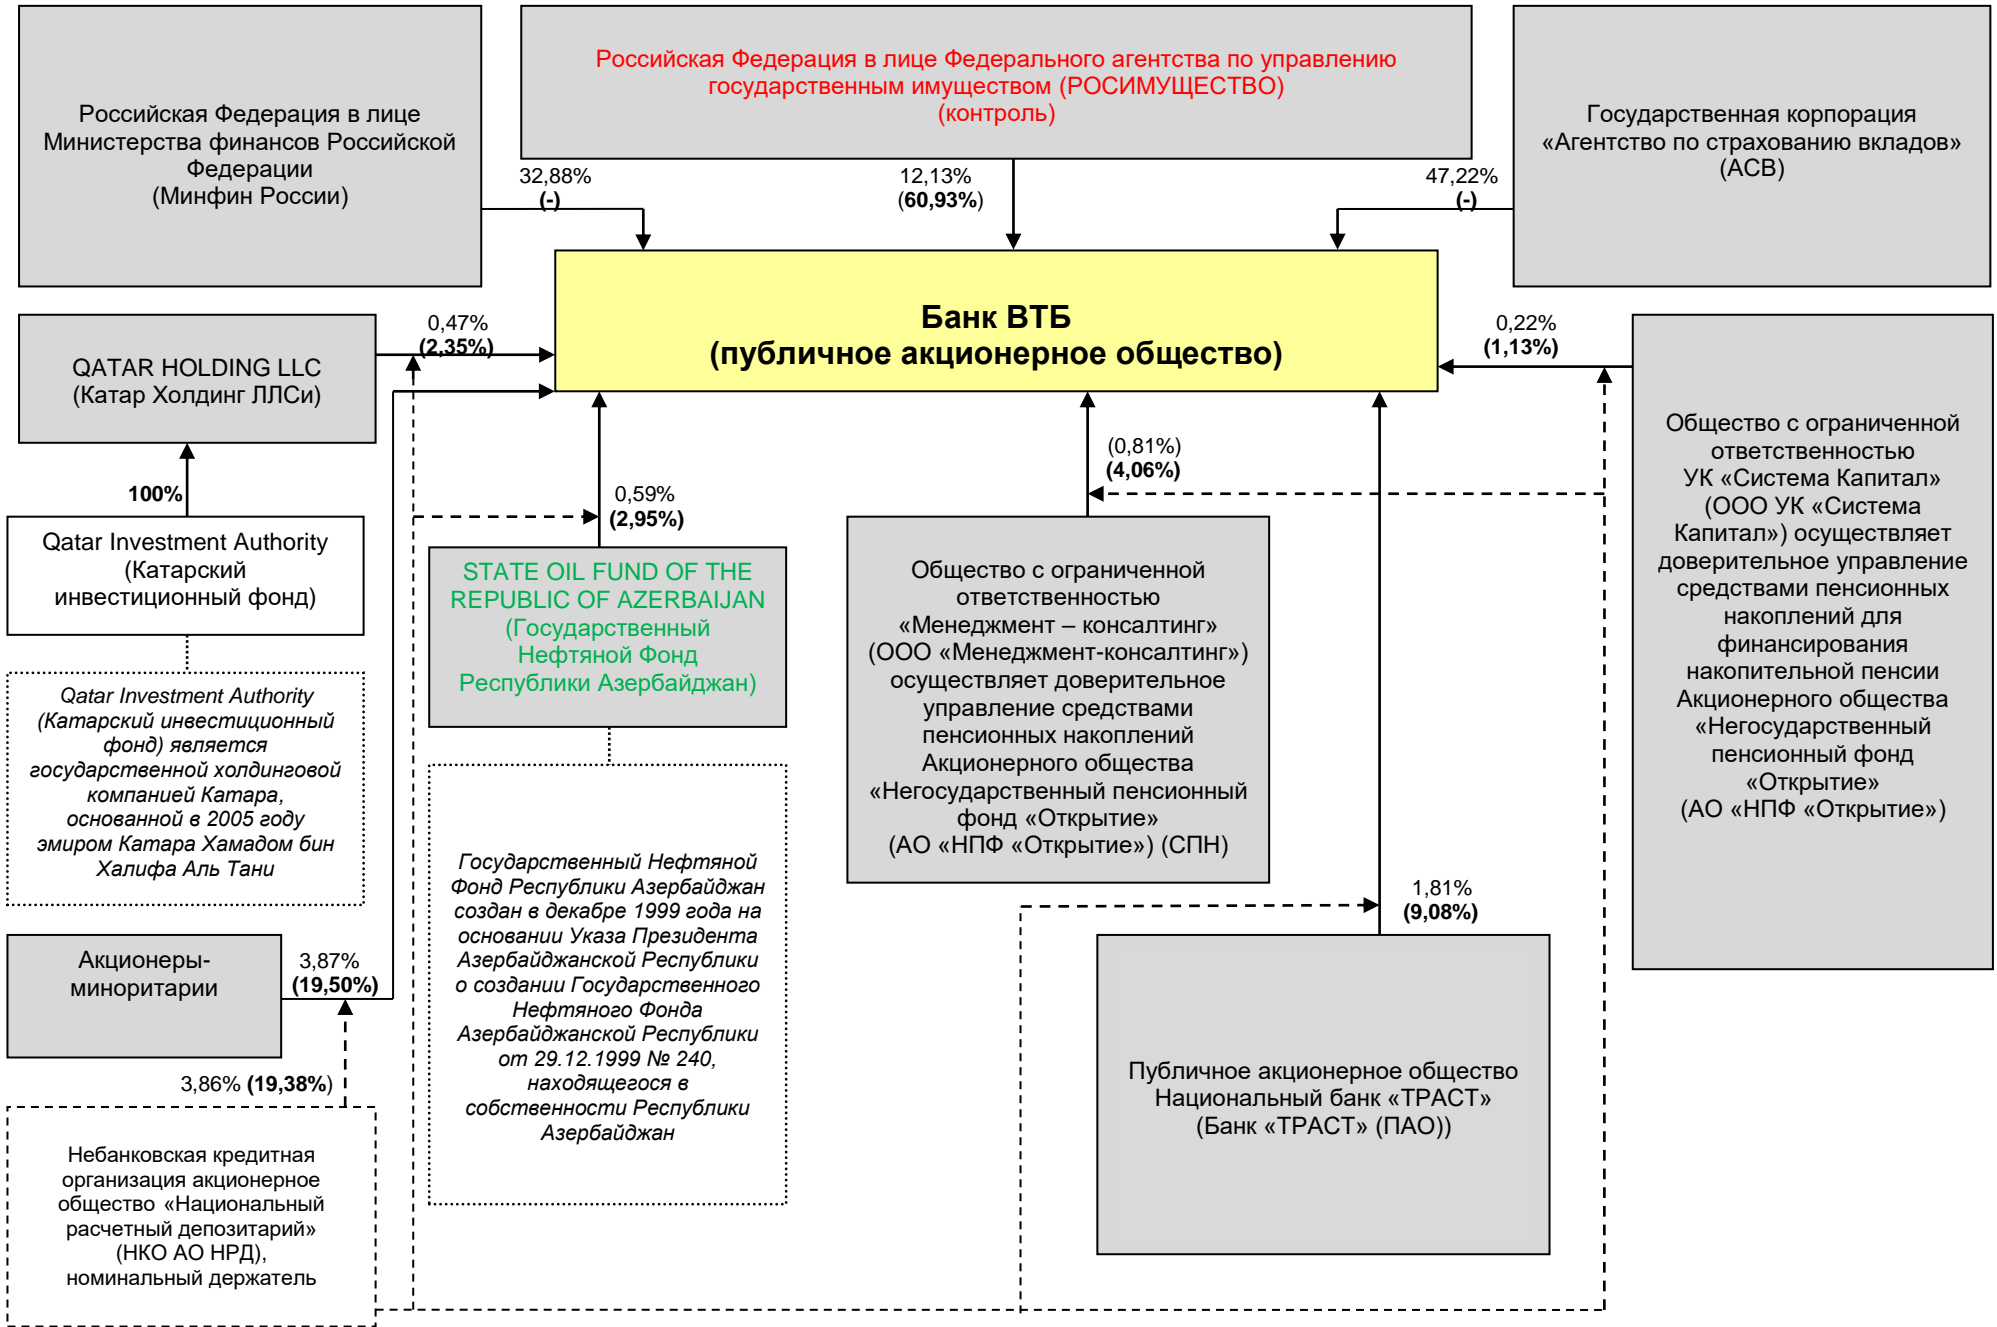 Российская Федерация в лице
Министерства финансов Российской
Федерации
(Минфин России)
Российская Федерация в лице Федерального агентства по управлению
государственным имуществом (РОСИМУЩЕСТВО)
(контроль)
Государственная корпорация
«Агентство по страхованию вкладов»
(АСВ)
32,88%
(-)
12,13%
(60,93%)
47,22%
(-)
Банк ВТБ
(публичное акционерное общество)
QATAR HOLDING LLC
(Катар Холдинг ЛЛСи)
0,47%
(2,35%)
0,22%
(1,13%)
100%
Qatar Investment Authority
(Катарский
инвестиционный фонд)
Qatar Investment Authority
(Катарский инвестиционный
фонд) является
государственной холдинговой
компанией Катара,
основанной в 2005 году
эмиром Катара Хамадом бин
Халифа Аль Тани
0,59%
(2,95%)
STATE OIL FUND OF THE
REPUBLIC OF AZERBAIJAN
(Государственный
Нефтяной Фонд
Республики Азербайджан)
Государственный Нефтяной
Фонд Республики Азербайджан
создан в декабре 1999 года на
основании Указа Президента
Азербайджанской Республики
о создании Государственного
Нефтяного Фонда
Азербайджанской Республики
от 29.12.1999 № 240,
находящегося в
собственности Республики
Азербайджан
(0,81%)
(4,06%)
Общество с ограниченной
ответственностью
«Менеджмент – консалтинг»
(ООО «Менеджмент-консалтинг»)
осуществляет доверительное
управление средствами
пенсионных накоплений
Акционерного общества
«Негосударственный пенсионный
фонд «Открытие»
(АО «НПФ «Открытие») (СПН)
Общество с ограниченной
ответственностью
УК «Система Капитал»
(ООО УК «Система
Капитал») осуществляет
доверительное управление
средствами пенсионных
накоплений для
финансирования
накопительной пенсии
Акционерного общества
«Негосударственный
пенсионный фонд
«Открытие»
(АО «НПФ «Открытие»)
1,81%
(9,08%)
Публичное акционерное общество
Национальный банк «ТРАСТ»
(Банк «ТРАСТ» (ПАО))
Акционеры-
миноритарии
3,87%
(19,50%)
3,86% (19,38%)
Небанковская кредитная
организация акционерное
общество «Национальный
расчетный депозитарий»
(НКО АО НРД),
номинальный держатель